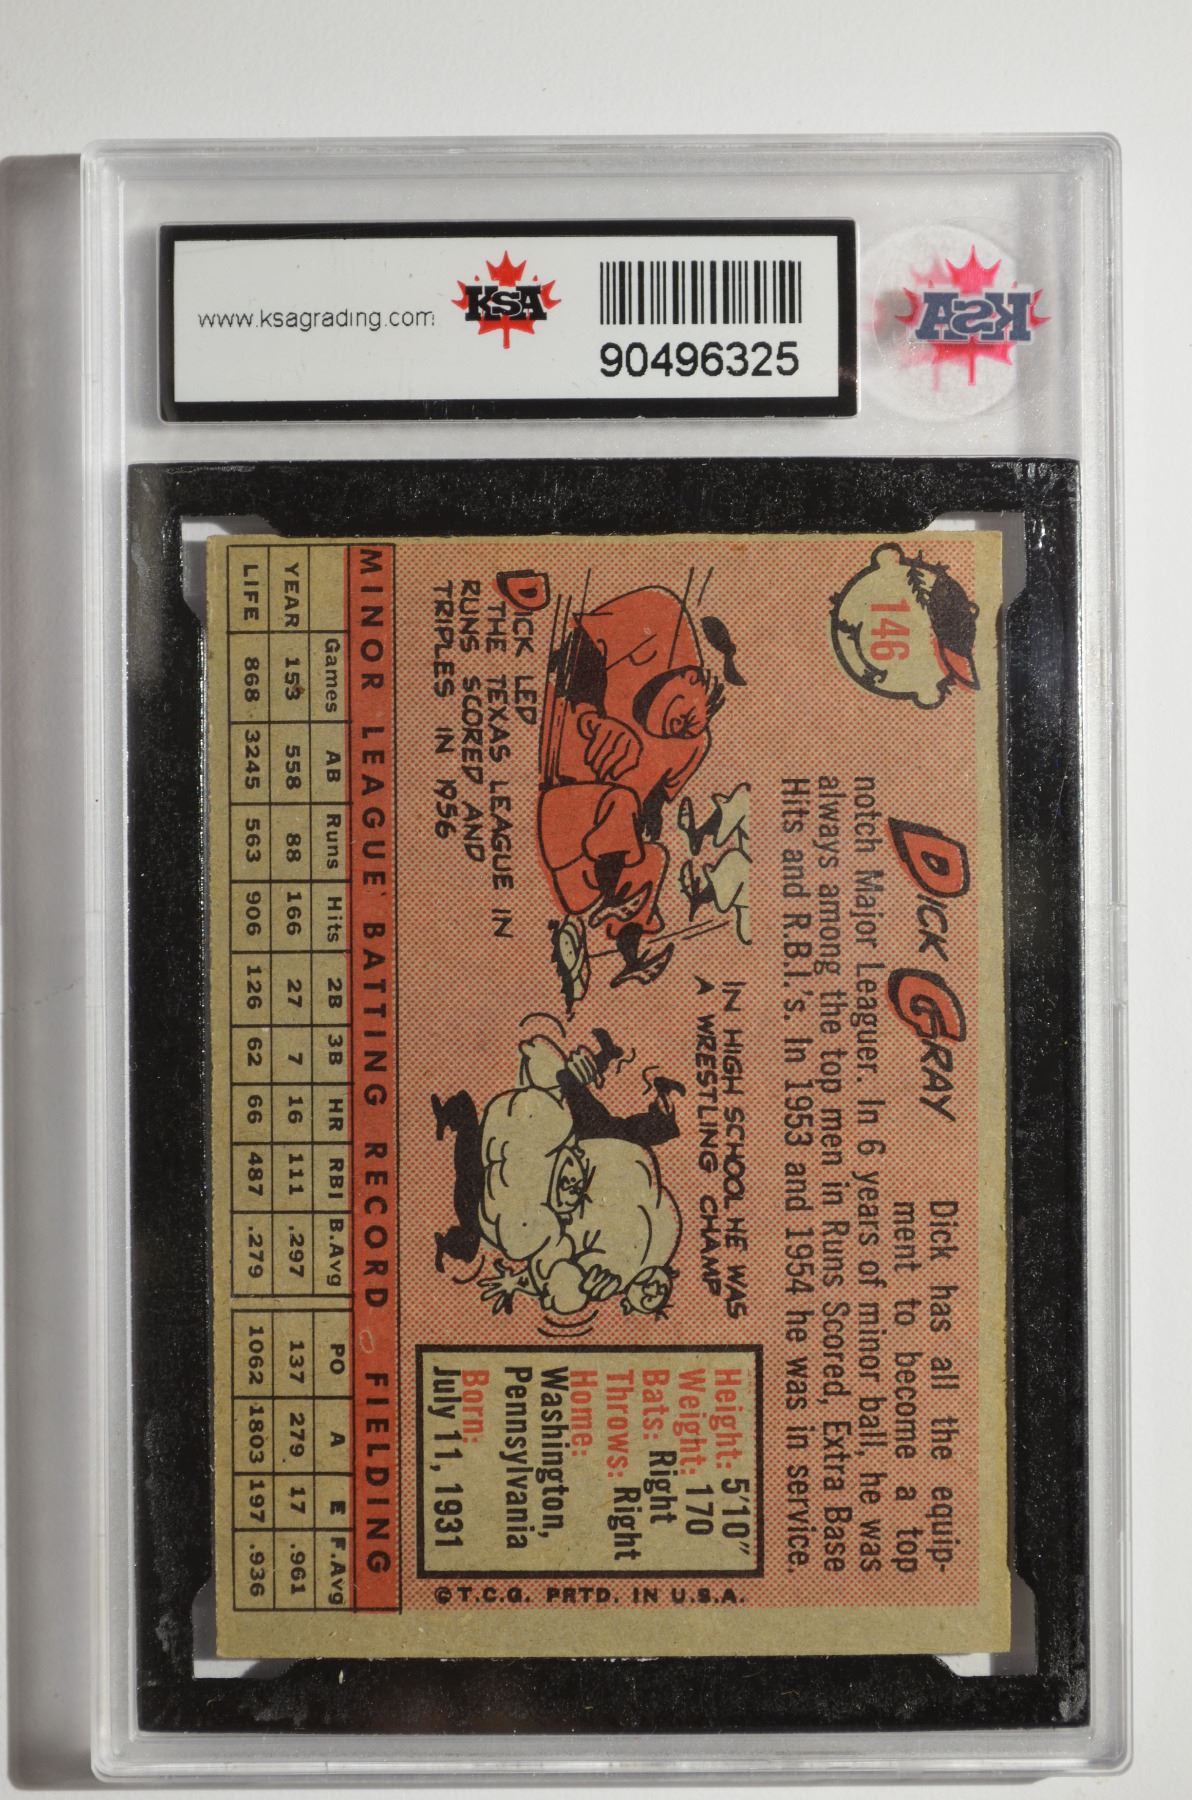 www.ksagrading.com
KSA
90496325
KSA
146
DICK GRAY
Dick has all the equip-
ment to become a top
notch Major Leaguer. In 6 years of minor ball, he was
always among the top men in Runs Scored, Extra Base
Hits and R.B.I.'s. In 1953 and 1954 he was in service.
DICK LED
THE TEXAS LEAGUE IN
RUNS SCORED AND
TRIPLES IN 1956
IN HIGH SCHOOL HE WAS
A WRESTLING CHAMP
Height: 5'10"
Weight: 170
Bats: Right
Throws: Right
Home:
Washington,
Pennsylvania
Born:
July 11, 1931
©T.C.G. PRTD. IN U.S.A.
MINOR LEAGUE BATTING RECORD FIELDING
Games AB Runs Hits 2B 3B HR RBI B.Avg PO A E F.Avg
YEAR 153 558 88 166 27 7 16 111 .297 137 279 17 .961
LIFE 868 3245 563 906 126 62 66 487 .279 1062 1803 197 .936